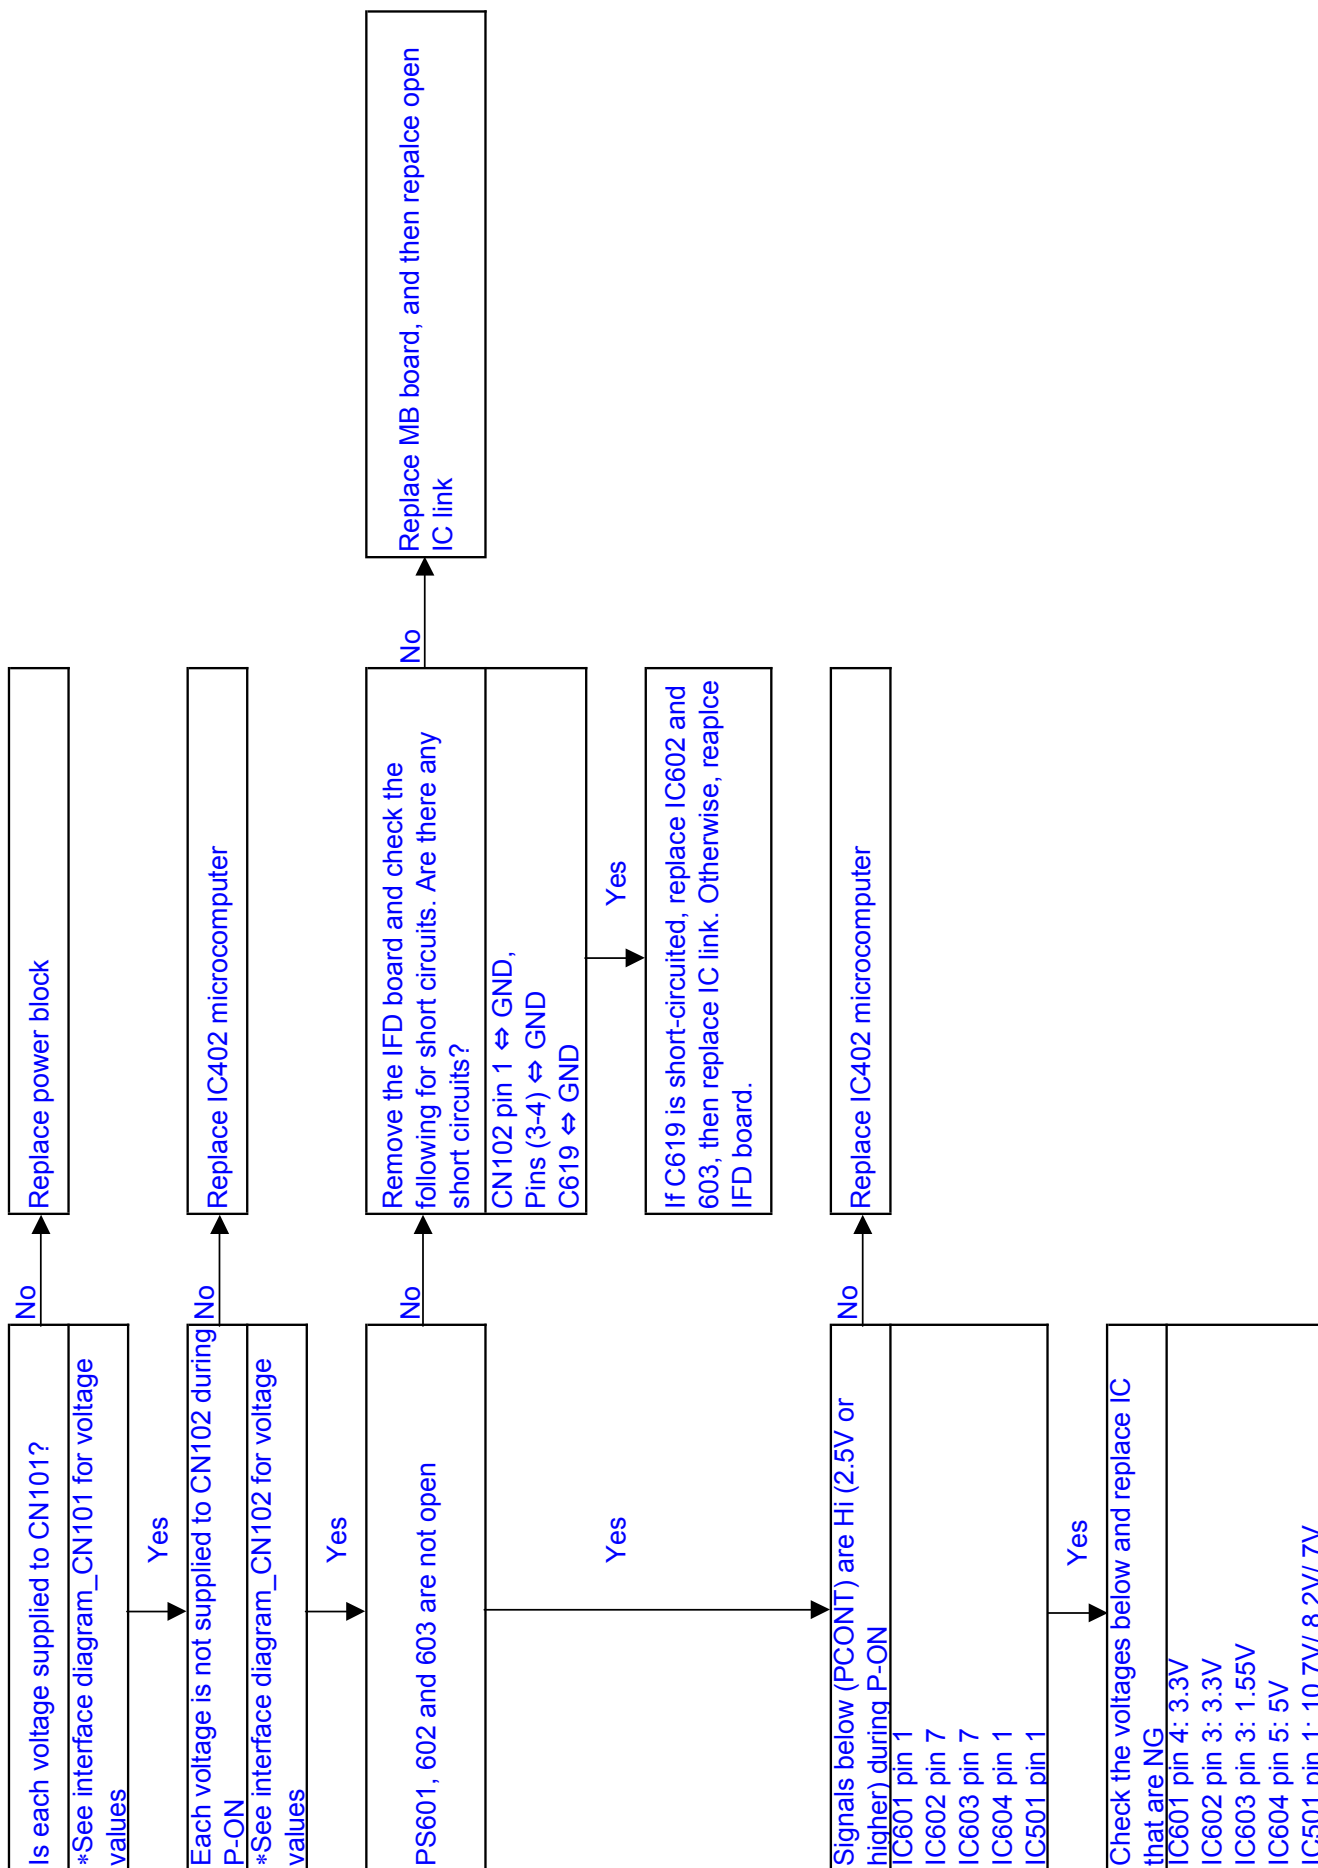 Is each voltage supplied to CN101?
*See interface diagram_CN101 for voltage
values
No
Replace power block
Yes
Each voltage is not supplied to CN102 during
P-ON
*See interface diagram_CN102 for voltage
values
No
Replace IC402 microcomputer
Yes
PS601, 602 and 603 are not open
No
Remove the IFD board and check the
following for short circuits. Are there any
short circuits?
CN102 pin 1 ⇔ GND,
Pins (3-4) ⇔ GND
C619 ⇔ GND
No
Replace MB board, and then repalce open
IC link
Yes
If C619 is short-circuited, replace IC602 and
603, then replace IC link. Otherwise, reaplce
IFD board.
Yes
Signals below (PCONT) are Hi (2.5V or
higher) during P-ON
IC601 pin 1
IC602 pin 7
IC603 pin 7
IC604 pin 1
IC501 pin 1
No
Replace IC402 microcomputer
Yes
Check the voltages below and replace IC
that are NG
IC601 pin 4: 3.3V
IC602 pin 3: 3.3V
IC603 pin 3: 1.55V
IC604 pin 5: 5V
IC501 pin 1: 10.7V/ 8.2V/ 7V